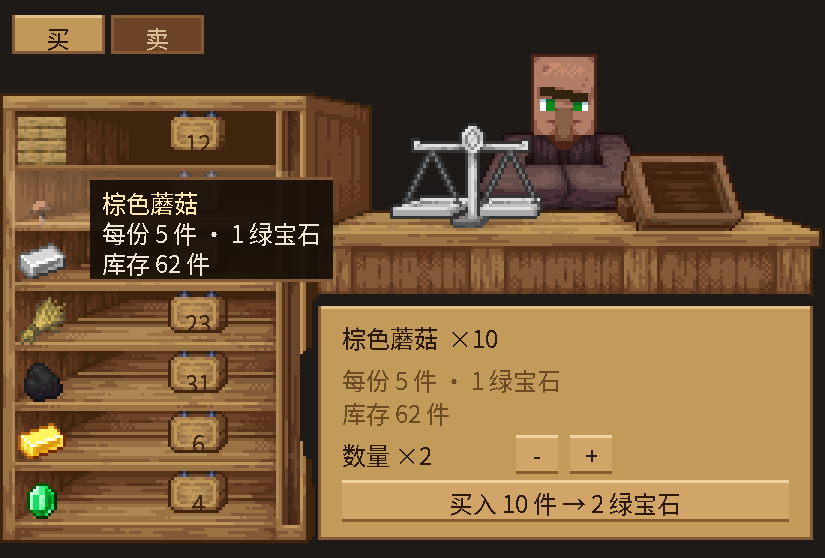 买
卖
12
棕色蘑菇
每份 5 件 · 1 绿宝石
库存 62 件
23
31
6
4
棕色蘑菇 ×10
每份 5 件 · 1 绿宝石
库存 62 件
数量 ×2
-
+
买入 10 件 → 2 绿宝石